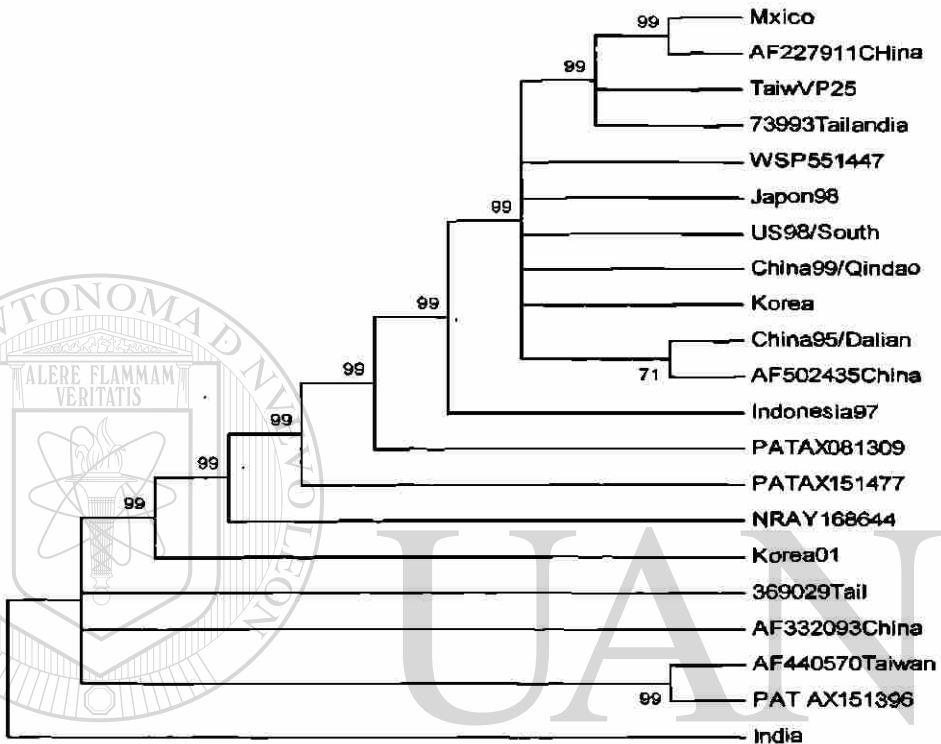 99
Mxico
AF227911CHina
99
TaiwVP25
73993Tailandia
WSP551447
Japon98
99
US98/South
China99/Qindao
99
Korea
China95/Dalian
99
71
AF502435China
Indonesia97
99
PATAX081309
99
PATAX151477
99
NRAY168644
Korea01
369029Tail
AF332093China
AF440570Taiwan
99
PAT AX151396
India
ALERE FLAMMAM
VERITATIS
UAN